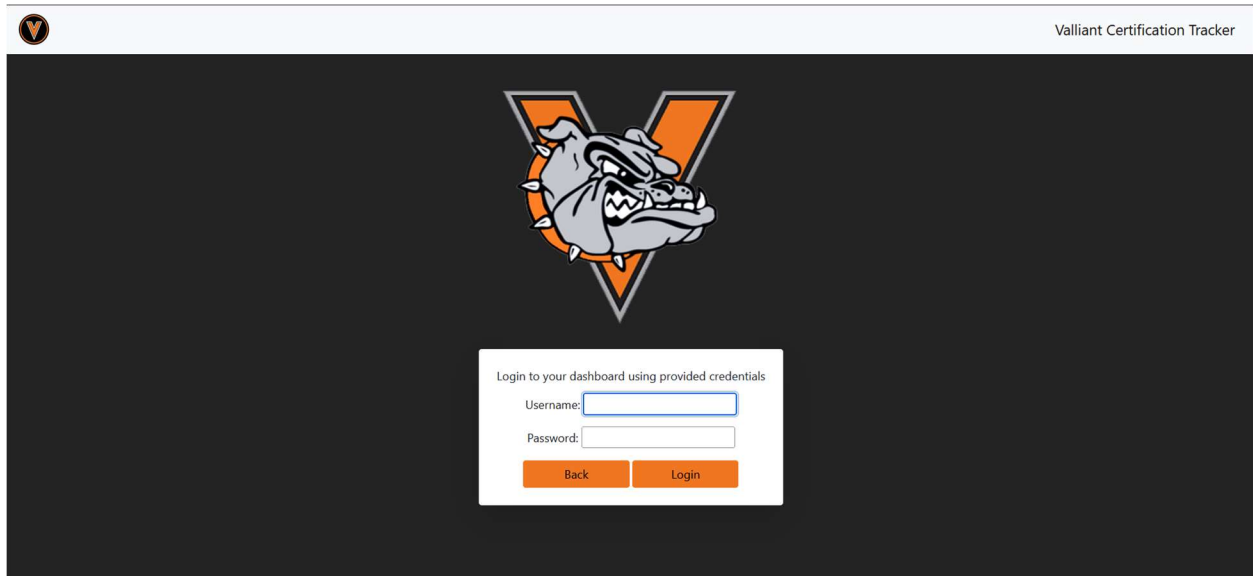 V
Valliant Certification Tracker
V
Login to your dashboard using provided credentials
Username:
Password:
Back Login